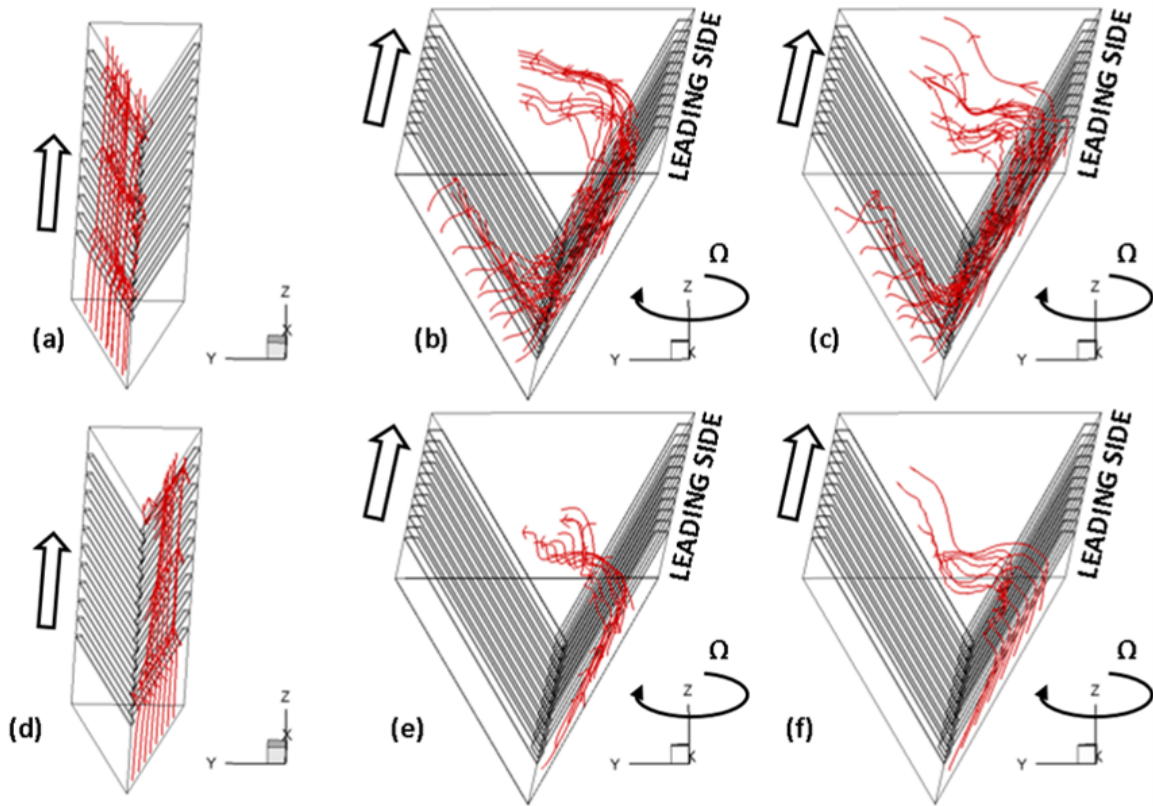 (a)
Z
X
Y
LEADING SIDE
(b)
Ω
Z
X
Y
LEADING SIDE
(c)
Ω
Z
X
Y
(d)
Z
X
Y
LEADING SIDE
(e)
Ω
Z
X
Y
LEADING SIDE
(f)
Ω
Z
X
Y